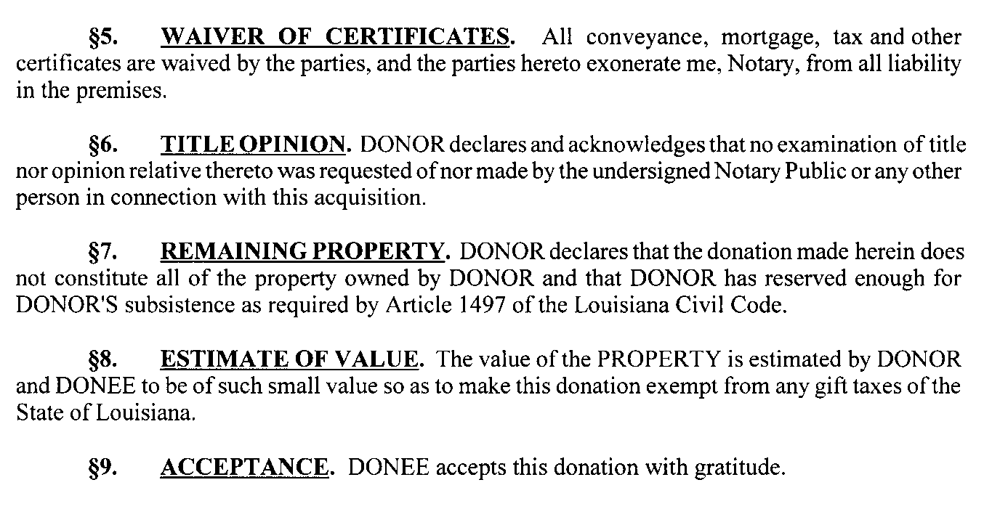 §5. WAIVER OF CERTIFICATES. All conveyance, mortgage, tax and other
certificates are waived by the parties, and the parties hereto exonerate me, Notary, from all liability
in the premises.
§6. TITLE OPINION. DONOR declares and acknowledges that no examination of title
nor opinion relative thereto was requested of nor made by the undersigned Notary Public or any other
person in connection with this acquisition.
§7. REMAINING PROPERTY. DONOR declares that the donation made herein does
not constitute all of the property owned by DONOR and that DONOR has reserved enough for
DONOR'S subsistence as required by Article 1497 of the Louisiana Civil Code.
§8. ESTIMATE OF VALUE. The value of the PROPERTY is estimated by DONOR
and DONEE to be of such small value so as to make this donation exempt from any gift taxes of the
State of Louisiana.
§9. ACCEPTANCE. DONEE accepts this donation with gratitude.